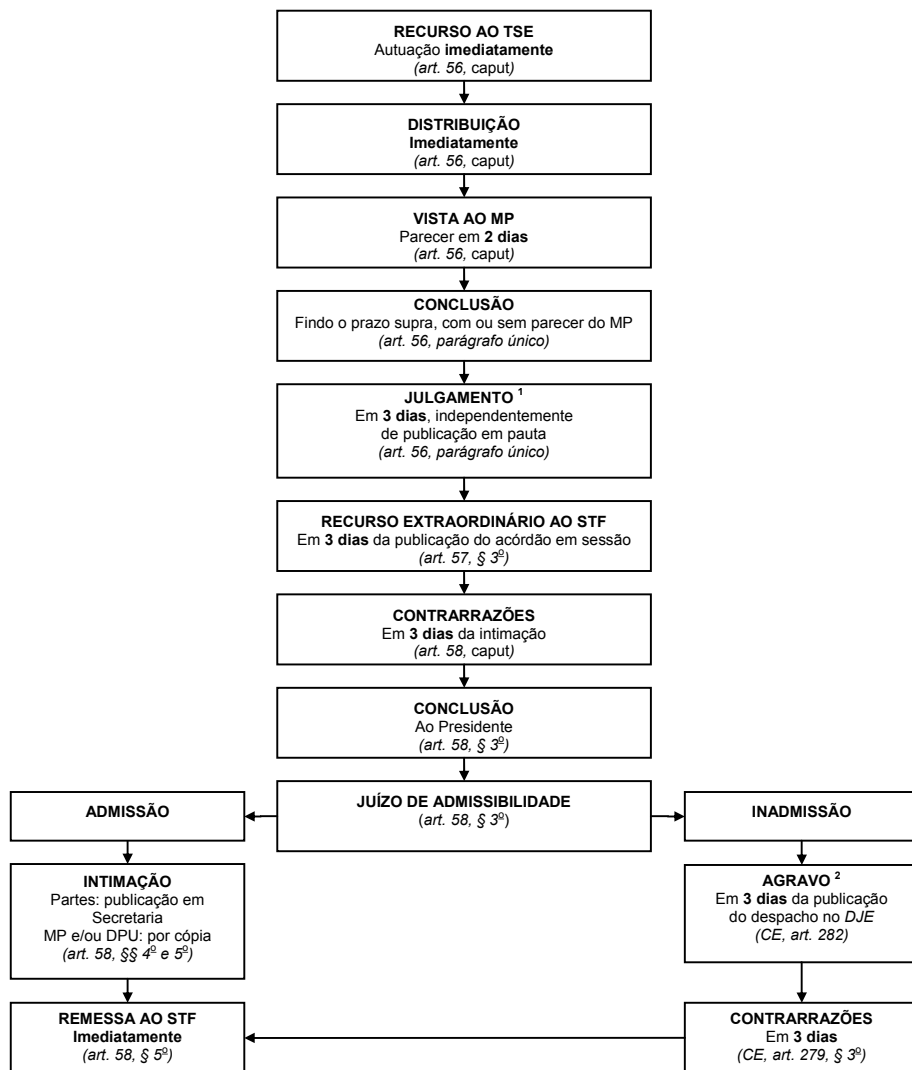 RECURSO AO TSE
Autuação imediatamente
(art. 56, caput)
DISTRIBUIÇÃO
Imediatamente
(art. 56, caput)
VISTA AO MP
Parecer em 2 dias
(art. 56, caput)
CONCLUSÃO
Findo o prazo supra, com ou sem parecer do MP
(art. 56, parágrafo único)
JULGAMENTO ¹
Em 3 dias, independentemente
de publicação em pauta
(art. 56, parágrafo único)
RECURSO EXTRAORDINÁRIO AO STF
Em 3 dias da publicação do acórdão em sessão
(art. 57, § 3º)
CONTRARRAZÕES
Em 3 dias da intimação
(art. 58, caput)
CONCLUSÃO
Ao Presidente
(art. 58, § 3º)
JUÍZO DE ADMISSIBILIDADE
(art. 58, § 3º)
ADMISSÃO
INTIMAÇÃO
Partes: publicação em
Secretaria
MP e/ou DPU: por cópia
(art. 58, §§ 4º e 5º)
REMESSA AO STF
Imediatamente
(art. 58, § 5º)
INADMISSÃO
AGRAVO ²
Em 3 dias da publicação
do despacho no DJE
(CE, art. 282)
CONTRARRAZÕES
Em 3 dias
(CE, art. 279, § 3º)